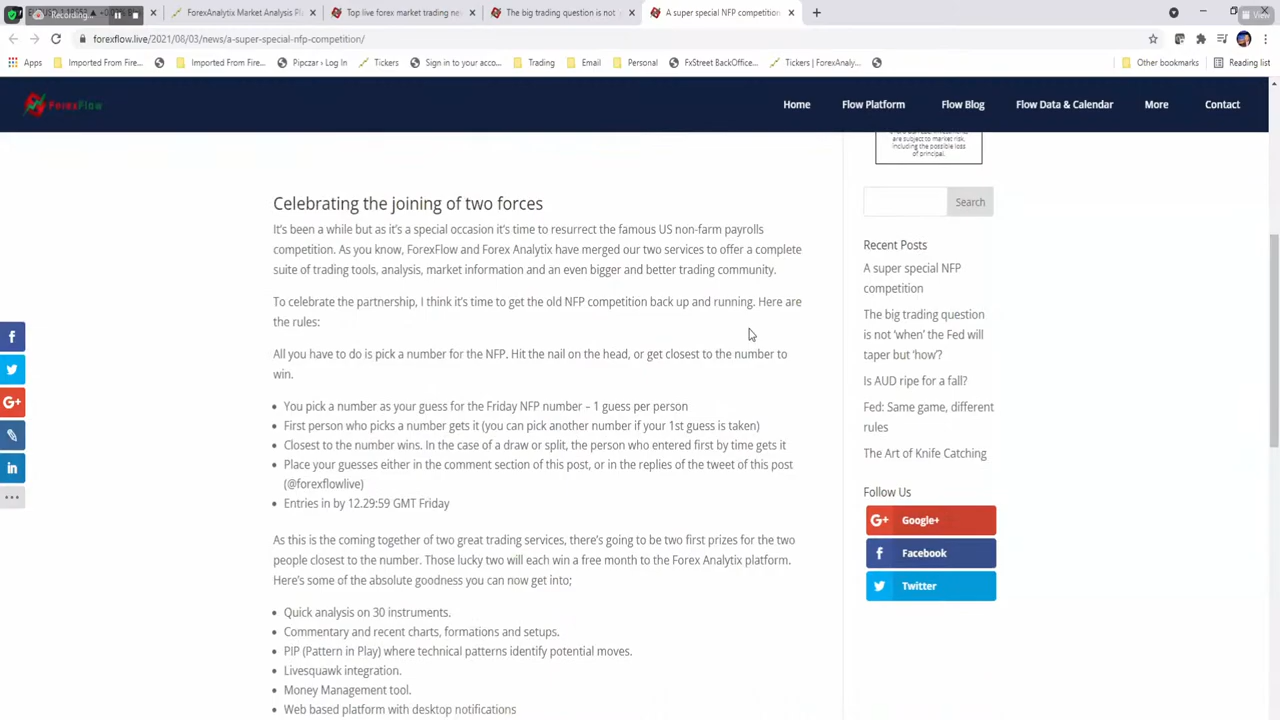 Recording...
ForexAnalytix Market Analysis Pla
Top live forex market trading ne
The big trading question is not 'w
A super special NFP competition
View
forexflow.live/2021/08/03/news/a-super-special-nfp-competition/
Apps
Imported From Fire...
Imported From Fire...
Pipczar › Log In
Tickers
Sign in to your acco...
Trading
Email
Personal
FxStreet BackOffice...
Tickers | ForexAnaly...
Other bookmarks
Reading list
ForexFlow
Home
Flow Platform
Flow Blog
Flow Data & Calendar
More
Contact
are subject to market risk,
including the possible loss
of principal.
Celebrating the joining of two forces
It's been a while but as it's a special occasion it's time to resurrect the famous US non-farm payrolls
competition. As you know, ForexFlow and Forex Analytix have merged our two services to offer a complete
suite of trading tools, analysis, market information and an even bigger and better trading community.
To celebrate the partnership, I think it's time to get the old NFP competition back up and running. Here are
the rules:
All you have to do is pick a number for the NFP. Hit the nail on the head, or get closest to the number to
win.
• You pick a number as your guess for the Friday NFP number – 1 guess per person
• First person who picks a number gets it (you can pick another number if your 1st guess is taken)
• Closest to the number wins. In the case of a draw or split, the person who entered first by time gets it
• Place your guesses either in the comment section of this post, or in the replies of the tweet of this post
(@forexflowlive)
• Entries in by 12.29:59 GMT Friday
As this is the coming together of two great trading services, there's going to be two first prizes for the two
people closest to the number. Those lucky two will each win a free month to the Forex Analytix platform.
Here's some of the absolute goodness you can now get into;
• Quick analysis on 30 instruments.
• Commentary and recent charts, formations and setups.
• PIP (Pattern in Play) where technical patterns identify potential moves.
• Livesquawk integration.
• Money Management tool.
• Web based platform with desktop notifications
Search
Recent Posts
A super special NFP
competition
The big trading question
is not 'when' the Fed will
taper but 'how'?
Is AUD ripe for a fall?
Fed: Same game, different
rules
The Art of Knife Catching
Follow Us
Google+
Facebook
Twitter